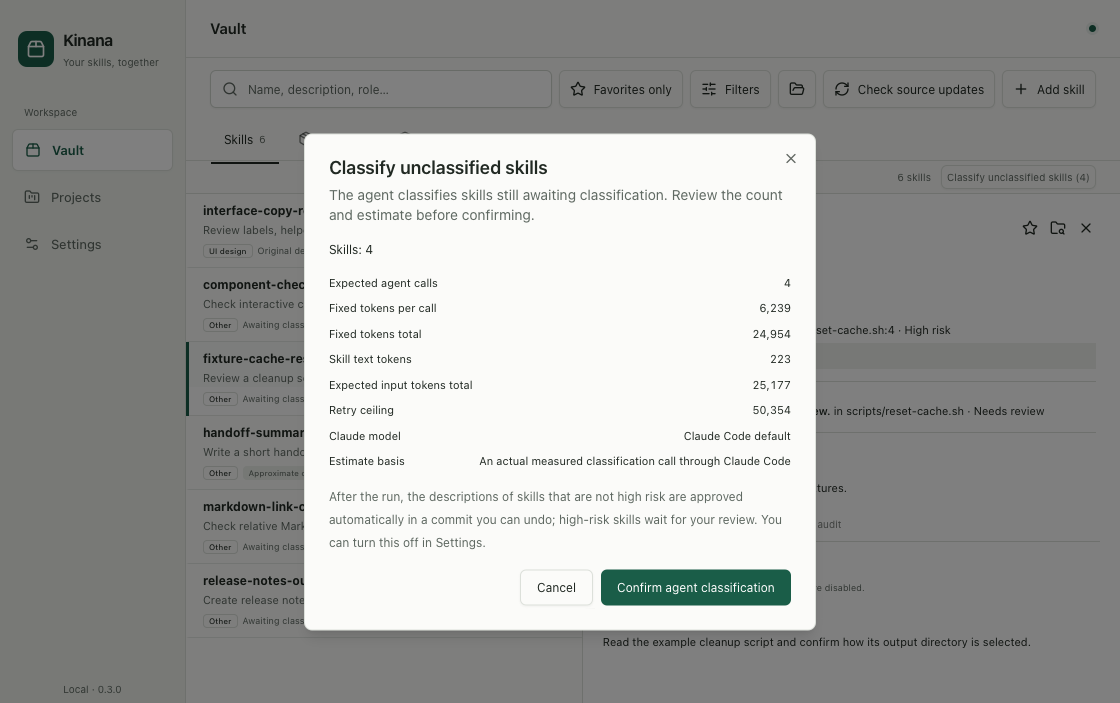 Kinana
Your skills, together
Workspace
Vault
Projects
Settings
Local · 0.3.0
Vault
Name, description, role...
Favorites only
Filters
Check source updates
Add skill
Skills 6
6 skills
Classify unclassified skills (4)
interface-copy-r
Review labels, help
UI design Original de
component-chec
Check interactive c
Other Awaiting class
fixture-cache-res
Review a cleanup s
Other Awaiting class
handoff-summar
Write a short hando
Other Approximate c
markdown-link-c
Check relative Mark
Other Awaiting class
release-notes-ou
Create release note
Other Awaiting class
Classify unclassified skills
The agent classifies skills still awaiting classification. Review the count
and estimate before confirming.
Skills: 4
Expected agent calls 4
Fixed tokens per call 6,239
Fixed tokens total 24,954
Skill text tokens 223
Expected input tokens total 25,177
Retry ceiling 50,354
Claude model Claude Code default
Estimate basis An actual measured classification call through Claude Code
After the run, the descriptions of skills that are not high risk are approved
automatically in a commit you can undo; high-risk skills wait for your review. You
can turn this off in Settings.
Cancel
Confirm agent classification
set-cache.sh:4 · High risk
ew. in scripts/reset-cache.sh · Needs review
tures.
audit
e disabled.
Read the example cleanup script and confirm how its output directory is selected.